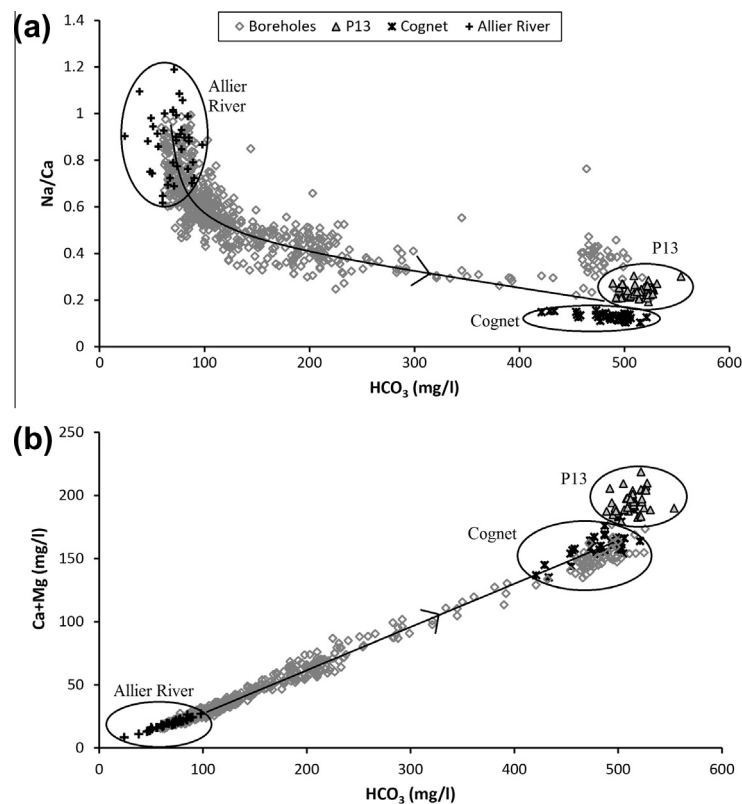 (a)
Boreholes P13 Cognet Allier River
1.4
1.2
1
0.8
0.6
0.4
0.2
0
Na/Ca
Allier
River
P13
Cognet
0 100 200 300 400 500 600
HCO3 (mg/l)
(b)
250
200
150
100
50
0
Ca+Mg (mg/l)
P13
Cognet
Allier River
0 100 200 300 400 500 600
HCO3 (mg/l)